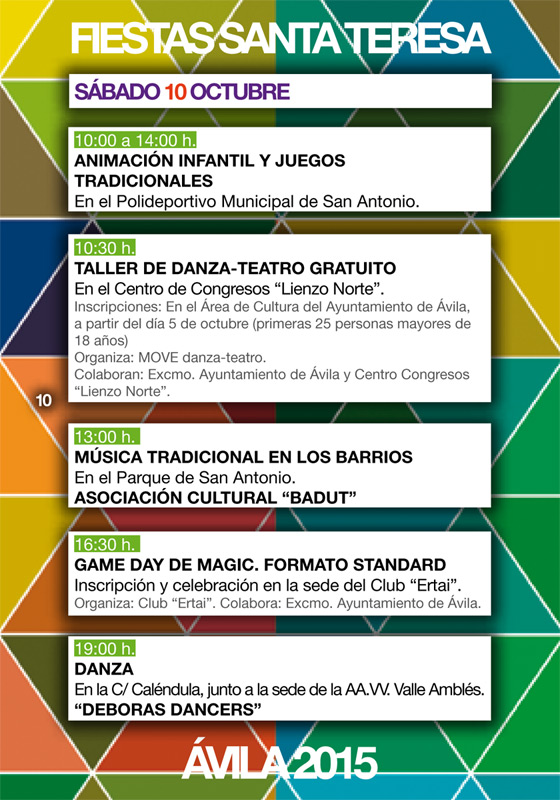 FIESTAS SANTA TERESA
SÁBADO 10 OCTUBRE
10:00 a 14:00 h.
ANIMACIÓN INFANTIL Y JUEGOS
TRADICIONALES
En el Polideportivo Municipal de San Antonio.
10:30 h.
TALLER DE DANZA-TEATRO GRATUITO
En el Centro de Congresos “Lienzo Norte”.
Inscripciones: En el Área de Cultura del Ayuntamiento de Ávila,
a partir del día 5 de octubre (primeras 25 personas mayores de
18 años)
Organiza: MOVE danza-teatro.
Colaboran: Excmo. Ayuntamiento de Ávila y Centro Congresos
“Lienzo Norte”.
10
13:00 h.
MÚSICA TRADICIONAL EN LOS BARRIOS
En el Parque de San Antonio.
ASOCIACIÓN CULTURAL “BADUT”
16:30 h.
GAME DAY DE MAGIC. FORMATO STANDARD
Inscripción y celebración en la sede del Club “Ertai”.
Organiza: Club “Ertai”. Colabora: Excmo. Ayuntamiento de Ávila.
19:00 h.
DANZA
En la C/ Caléndula, junto a la sede de la AA.VV. Valle Amblés.
“DEBORAS DANCERS”
ÁVILA 2015